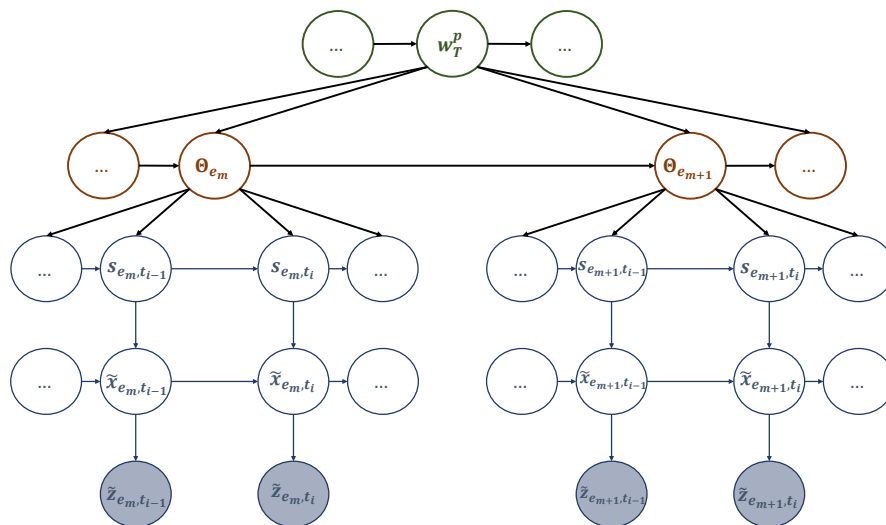 ... w_T^p ...
... Θ_{e_m} Θ_{e_{m+1}} ...
... s_{e_m,t_{i-1}} s_{e_m,t_i} ... ... s_{e_{m+1},t_{i-1}} s_{e_{m+1},t_i} ...
... x̃_{e_m,t_{i-1}} x̃_{e_m,t_i} ... ... x̃_{e_{m+1},t_{i-1}} x̃_{e_{m+1},t_i} ...
z̃_{e_m,t_{i-1}} z̃_{e_m,t_i} z̃_{e_{m+1},t_{i-1}} z̃_{e_{m+1},t_i}